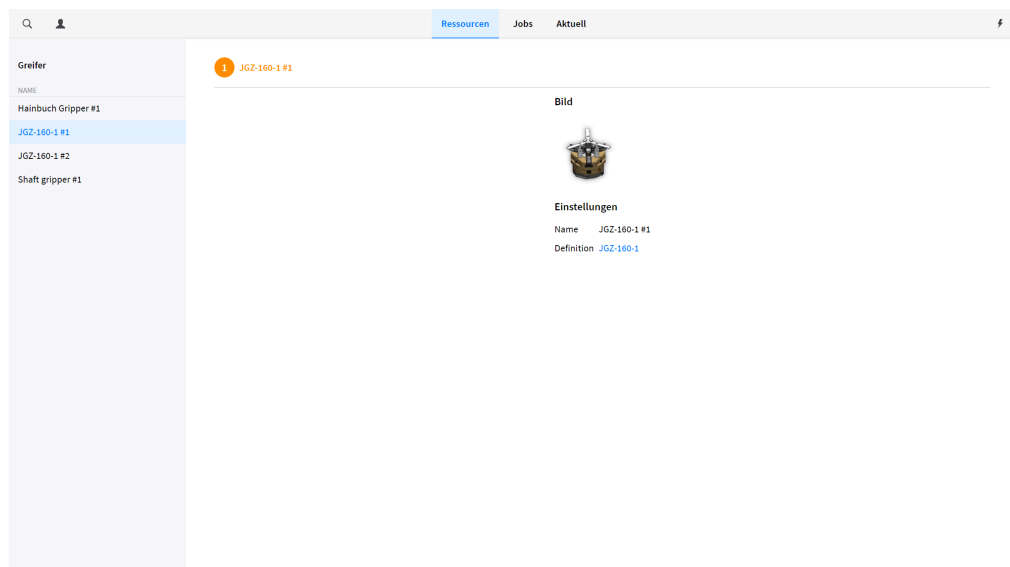 Ressourcen Jobs Aktuell
Greifer
NAME
Hainbuch Gripper #1
JGZ-160-1 #1
JGZ-160-1 #2
Shaft gripper #1
1 JGZ-160-1 #1
Bild
Einstellungen
Name JGZ-160-1 #1
Definition JGZ-160-1